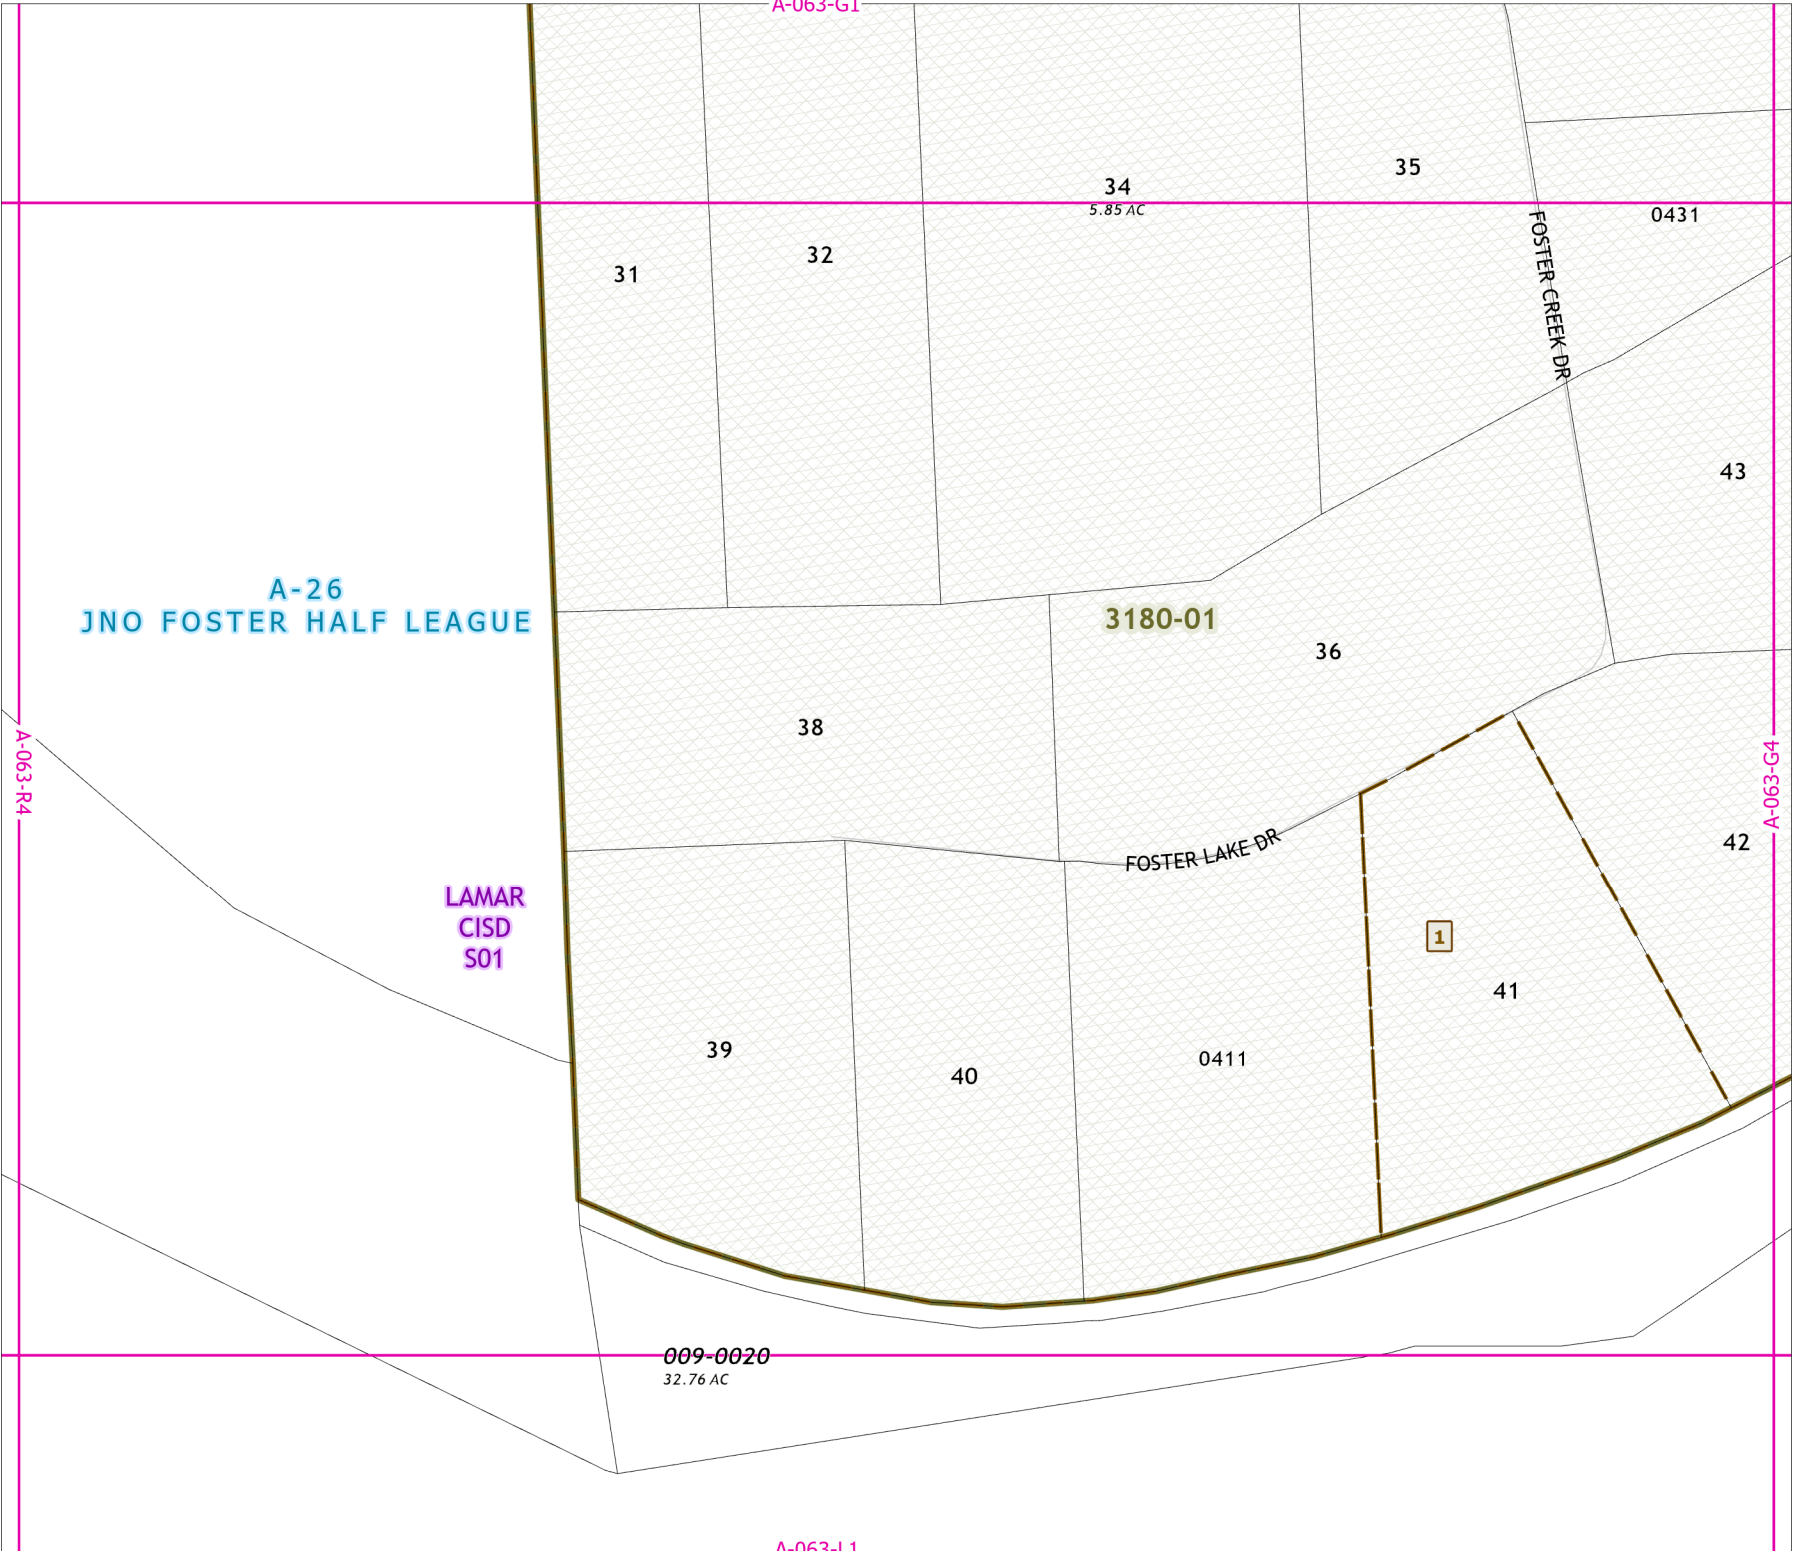 A-063-G1
35
34
5.85 AC
0431
32
31
FOSTER CREEK DR
43
A-26
JNO FOSTER HALF LEAGUE
3180-01
36
38
A-063-R4
A-063-G4
42
FOSTER LAKE DR
LAMAR
CISD
S01
1
41
39
0411
40
009-0020
32.76 AC
A-063-L1